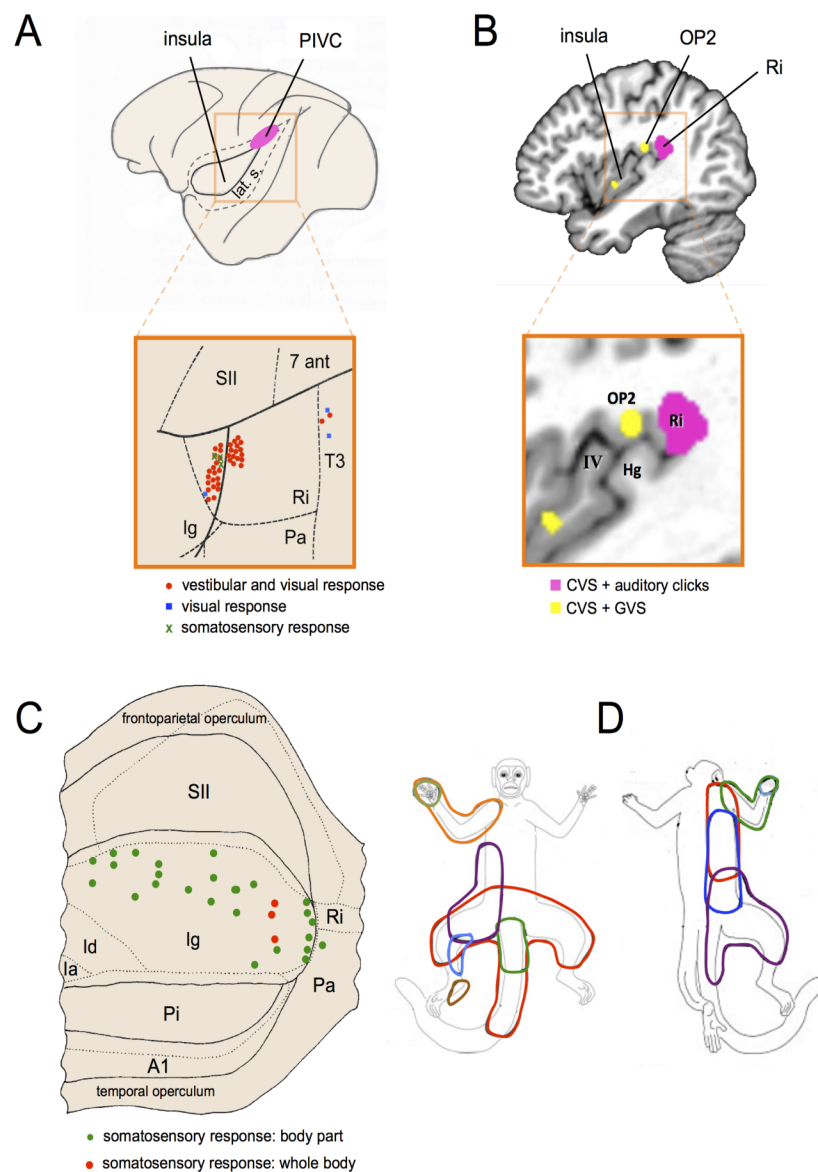 A
insula
PIVC
lat. s.
SII
7 ant
T3
Ri
Ig
Pa
vestibular and visual response
visual response
x somatosensory response
B
insula
OP2
Ri
OP2
Ri
IV
Hg
CVS + auditory clicks
CVS + GVS
C
frontoparietal operculum
SII
Ri
Id
Ig
Ia
Pa
Pi
A1
temporal operculum
somatosensory response: body part
somatosensory response: whole body
D